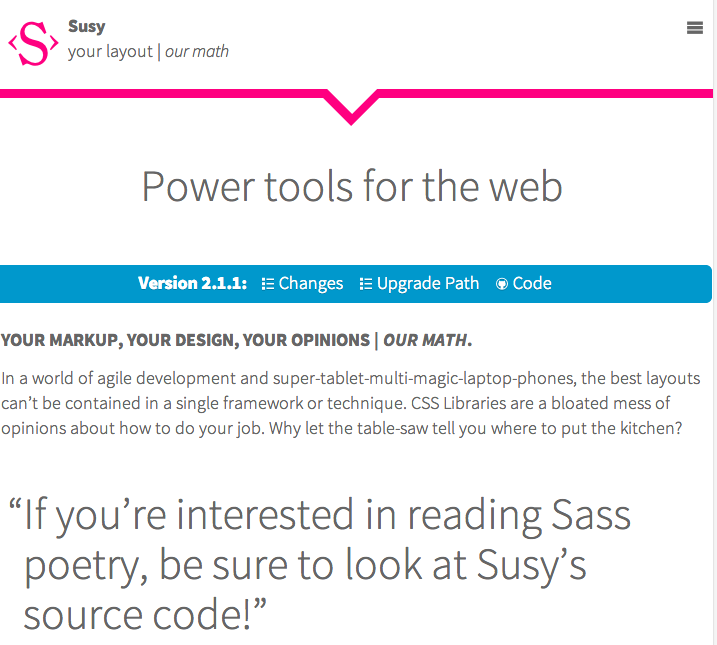 Susy
your layout | our math
Power tools for the web
Version 2.1.1: Changes Upgrade Path Code
YOUR MARKUP, YOUR DESIGN, YOUR OPINIONS | OUR MATH.
In a world of agile development and super-tablet-multi-magic-laptop-phones, the best layouts
can’t be contained in a single framework or technique. CSS Libraries are a bloated mess of
opinions about how to do your job. Why let the table-saw tell you where to put the kitchen?
“If you’re interested in reading Sass
poetry, be sure to look at Susy’s
source code!”